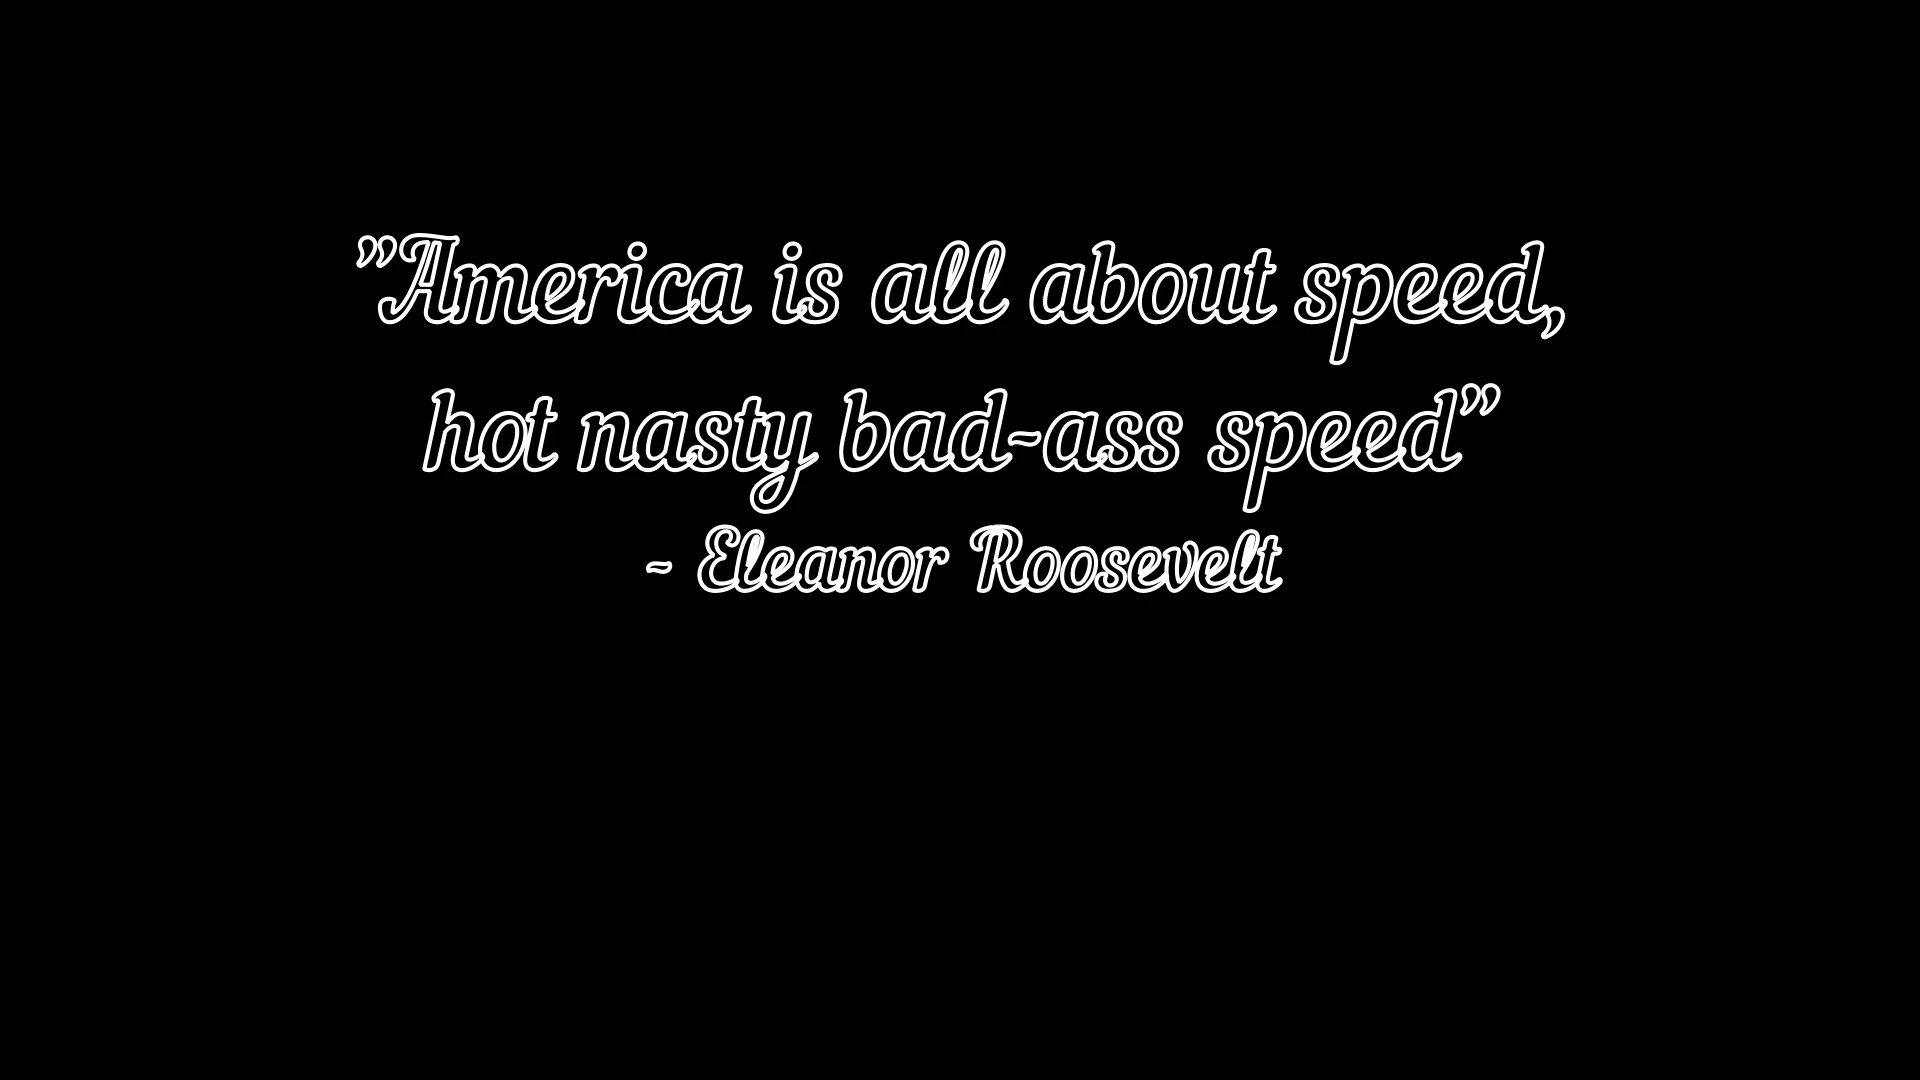 ”America is all about speed,
hot nasty bad-ass speed”
- Eleanor Roosevelt